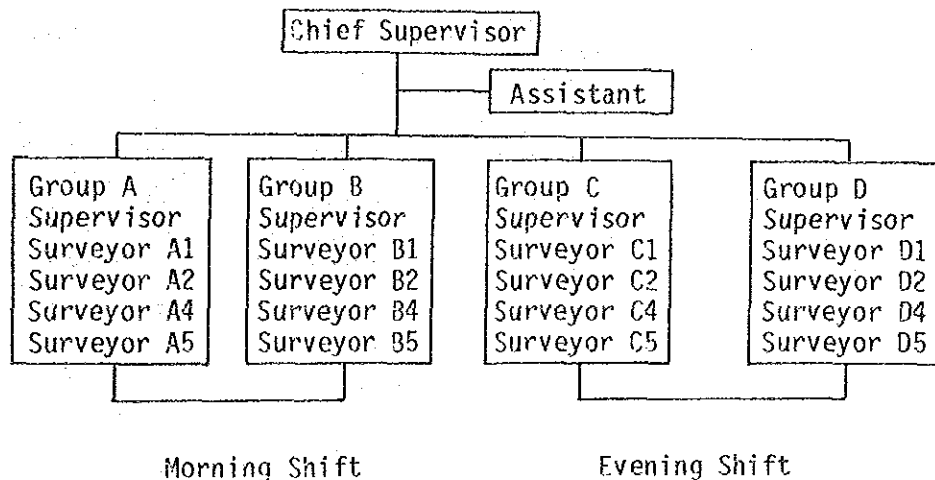 Chief Supervisor
Assistant
Group A
Supervisor
Surveyor A1
Surveyor A2
Surveyor A4
Surveyor A5
Group B
Supervisor
Surveyor B1
Surveyor B2
Surveyor B4
Surveyor B5
Group C
Supervisor
Surveyor C1
Surveyor C2
Surveyor C4
Surveyor C5
Group D
Supervisor
Surveyor D1
Surveyor D2
Surveyor D4
Surveyor D5
Morning Shift
Evening Shift